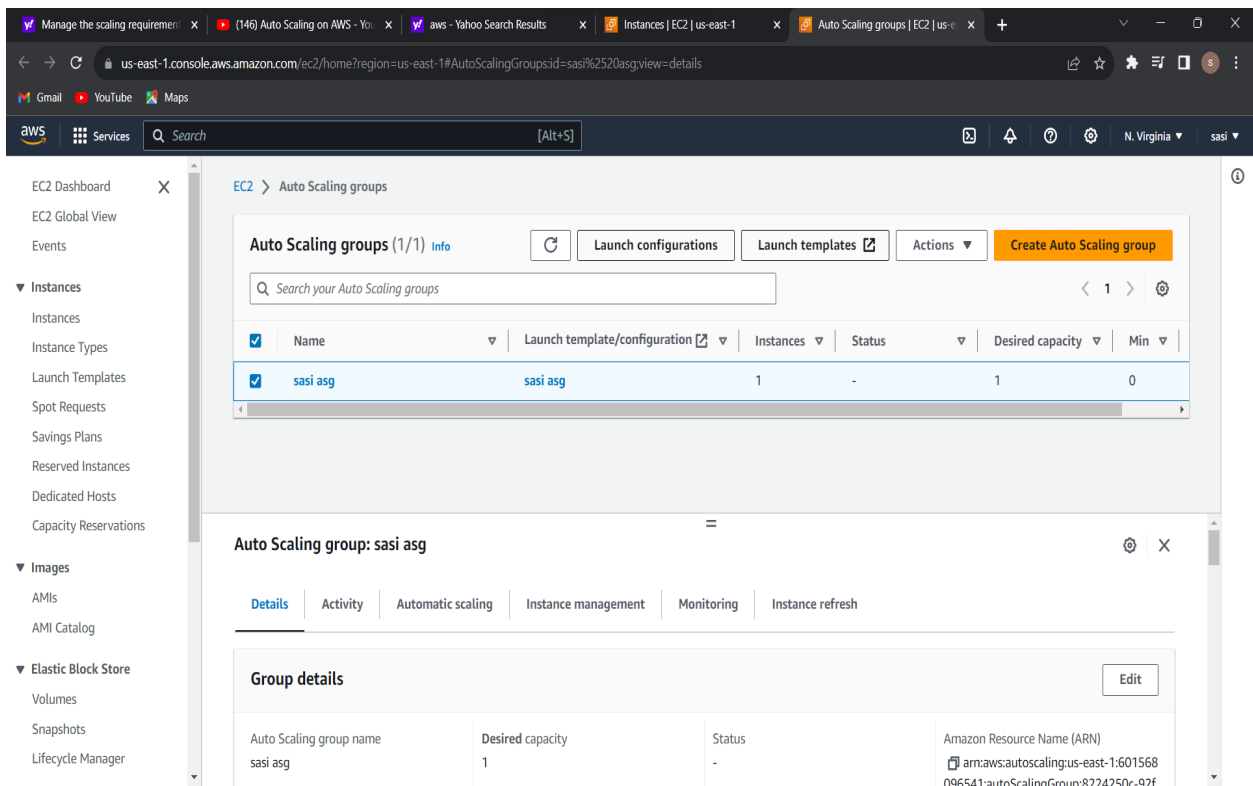 Manage the scaling requirement
(146) Auto Scaling on AWS - You
aws - Yahoo Search Results
Instances | EC2 | us-east-1
Auto Scaling groups | EC2 | us-e
us-east-1.console.aws.amazon.com/ec2/home?region=us-east-1#AutoScalingGroups:id=sasi%2520asg;view=details
S
Gmail YouTube Maps
aws Services Search [Alt+S] N. Virginia ▼ sasi ▼
EC2 Dashboard
EC2 Global View
Events
Instances
Instances
Instance Types
Launch Templates
Spot Requests
Savings Plans
Reserved Instances
Dedicated Hosts
Capacity Reservations
Images
AMIs
AMI Catalog
Elastic Block Store
Volumes
Snapshots
Lifecycle Manager
EC2 > Auto Scaling groups
Auto Scaling groups (1/1) Info
Launch configurations
Launch templates
Actions ▼
Create Auto Scaling group
Search your Auto Scaling groups
< 1 >
Name Launch template/configuration Instances Status Desired capacity Min
sasi asg sasi asg 1 - 1 0
Auto Scaling group: sasi asg
Details Activity Automatic scaling Instance management Monitoring Instance refresh
Group details
Edit
Auto Scaling group name
sasi asg
Desired capacity
1
Status
-
Amazon Resource Name (ARN)
arn:aws:autoscaling:us-east-1:601568
096541:autoScalingGroup:8224250c-92f